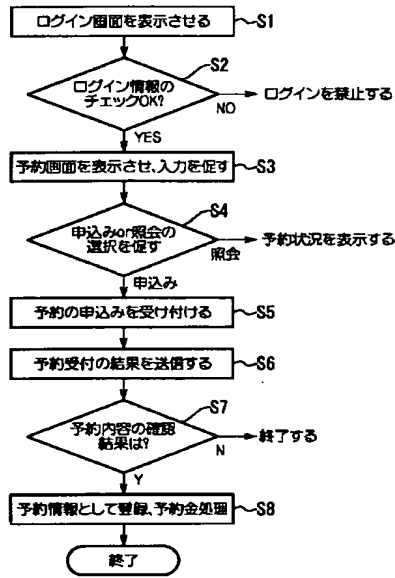 ログイン画面を表示させる
S1
S2
ログイン情報の
チェックOK?
NO
ログインを禁止する
YES
予約画面を表示させ、入力を促す
S3
S4
申込みor照会の
選択を促す
照会
予約状況を表示する
申込み
予約の申込みを受け付ける
S5
予約受付の結果を送信する
S6
S7
予約内容の確認
結果は?
N
終了する
Y
予約情報として登録、予約金処理
S8
終了